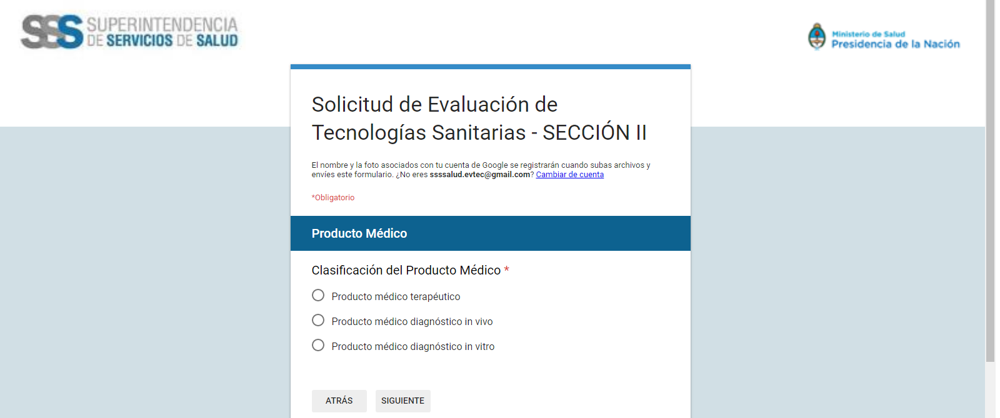 SSS SUPERINTENDENCIA
DE SERVICIOS DE SALUD
Ministerio de Salud
Presidencia de la Nación
Solicitud de Evaluación de
Tecnologías Sanitarias - SECCIÓN II
El nombre y la foto asociados con tu cuenta de Google se registrarán cuando subas archivos y
envíes este formulario. ¿No eres ssssalud.evtec@gmail.com? Cambiar de cuenta
*Obligatorio
Producto Médico
Clasificación del Producto Médico *
Producto médico terapéutico
Producto médico diagnóstico in vivo
Producto médico diagnóstico in vitro
ATRÁS SIGUIENTE